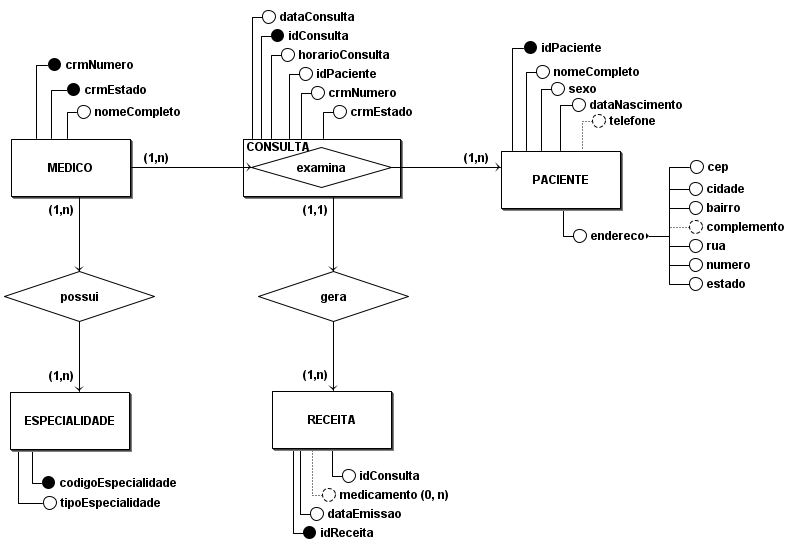 dataConsulta
idConsulta
horarioConsulta
idPaciente
crmNumero
crmEstado
crmNumero
crmEstado
nomeCompleto
idPaciente
nomeCompleto
sexo
dataNascimento
telefone
MEDICO
(1,n)
CONSULTA
examina
(1,n)
PACIENTE
cep
cidade
bairro
complemento
rua
numero
estado
endereco
(1,n)
(1,1)
possui
gera
(1,n)
(1,n)
ESPECIALIDADE
RECEITA
codigoEspecialidade
tipoEspecialidade
idConsulta
medicamento (0, n)
dataEmissao
idReceita